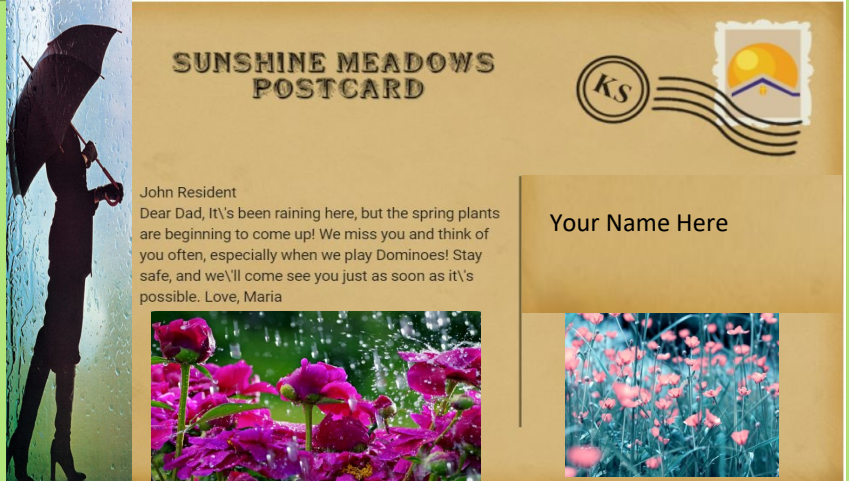 SUNSHINE MEADOWS
POSTCARD
KS
John Resident
Dear Dad, It\'s been raining here, but the spring plants
are beginning to come up! We miss you and think of
you often, especially when we play Dominoes! Stay
safe, and we\'ll come see you just as soon as it\'s
possible. Love, Maria
Your Name Here